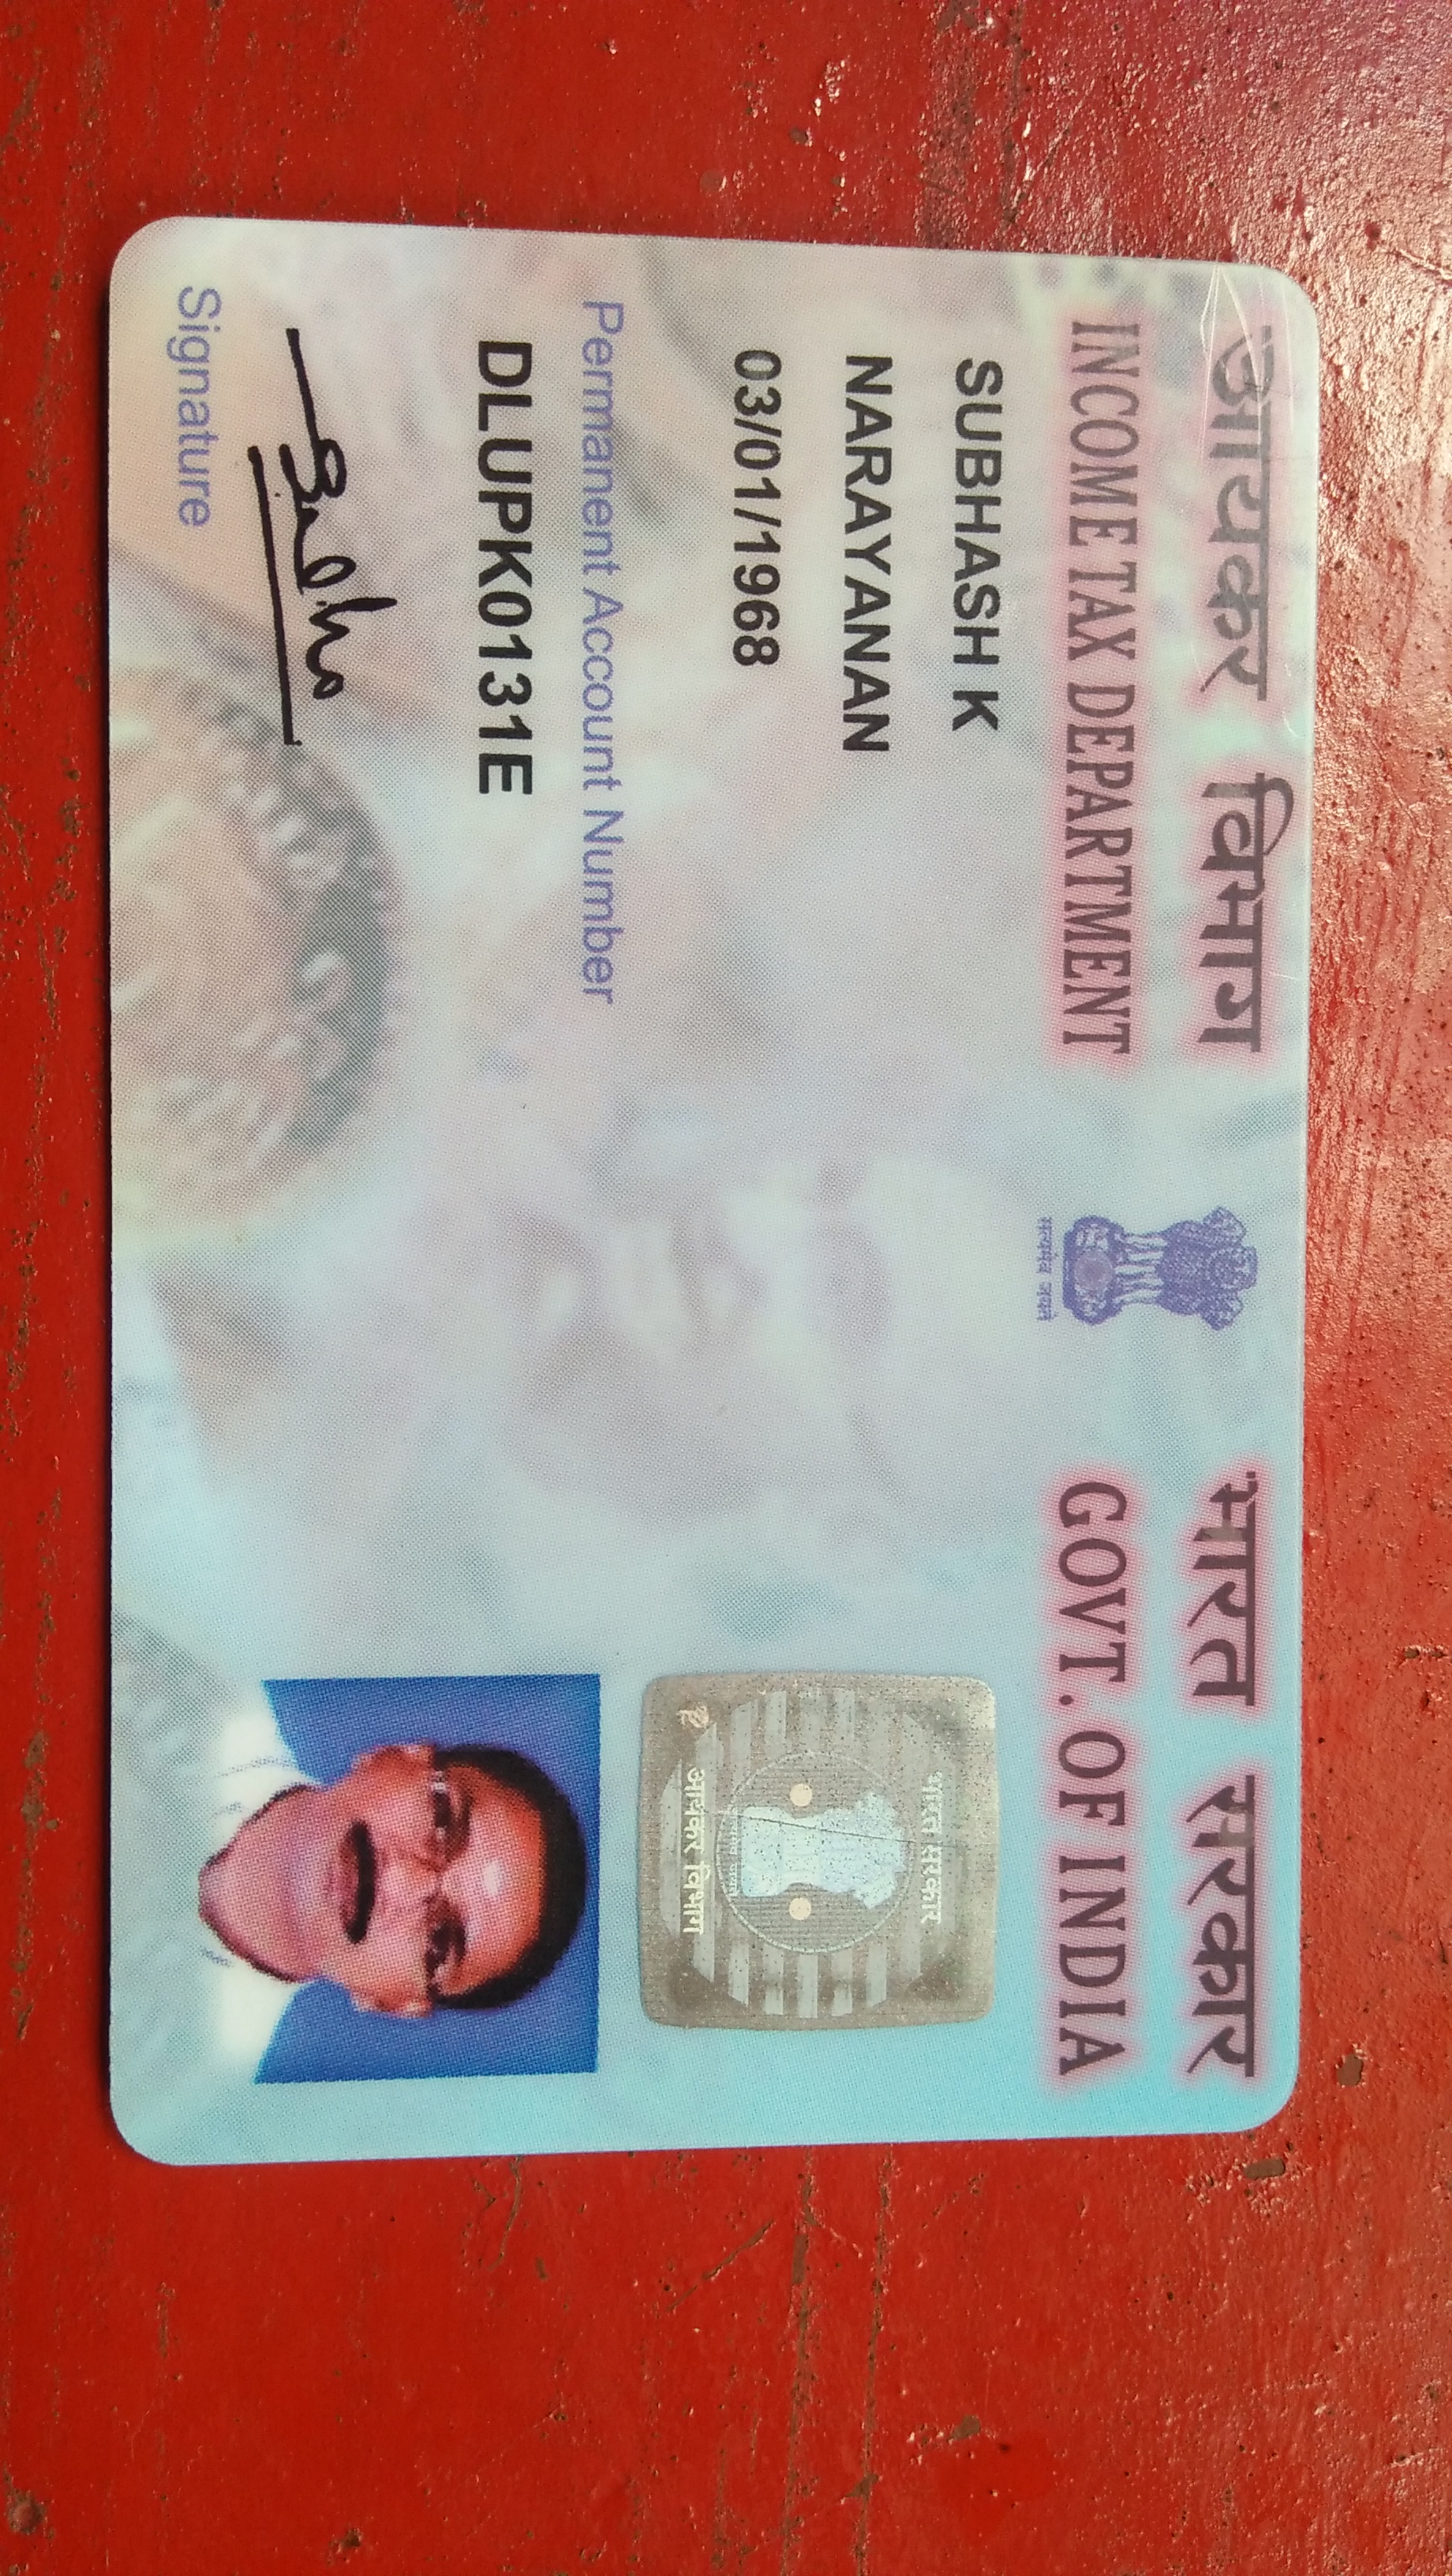 आयकर विभाग
भारत सरकार
INCOME TAX DEPARTMENT
GOVT. OF INDIA
सत्यमेव जयते
SUBHASH K
NARAYANAN
03/01/1968
भारत सरकार
सत्यमेव जयते
आयकर विभाग
Permanent Account Number
DLUPK0131E
Signature